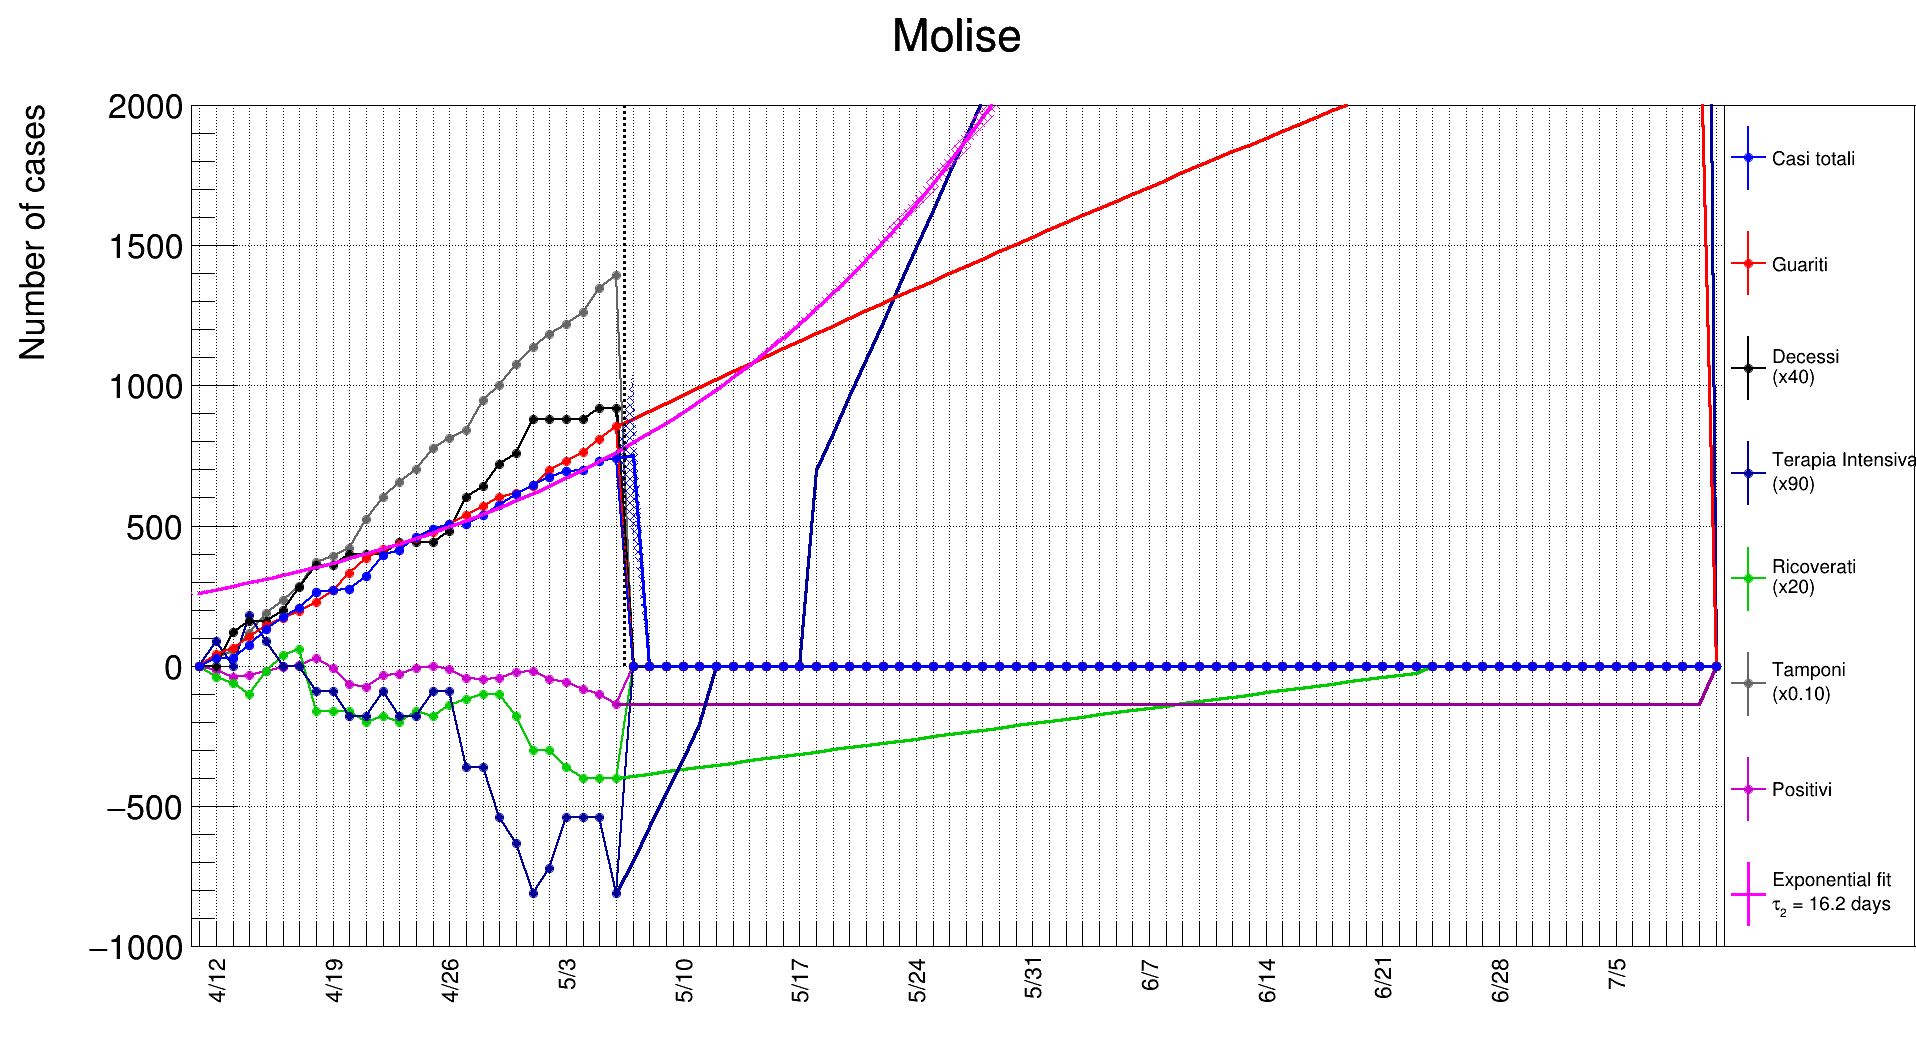 Molise
Number of cases
2000
1500
1000
500
0
−500
−1000
4/12
4/19
4/26
5/3
5/10
5/17
5/24
5/31
6/7
6/14
6/21
6/28
7/5
Casi totali
Guariti
Decessi
(x40)
Terapia Intensiva
(x90)
Ricoverati
(x20)
Tamponi
(x0.10)
Positivi
Exponential fit
τ2 = 16.2 days